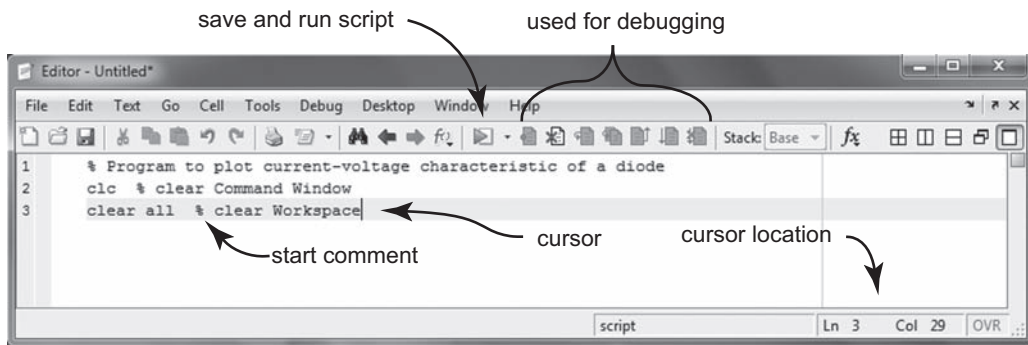 save and run script
used for debugging
Editor - Untitled*
File Edit Text Go Cell Tools Debug Desktop Window Help
Stack: Base fx
1 % Program to plot current-voltage characteristic of a diode
2 clc % clear Command Window
3 clear all % clear Workspace
cursor
cursor location
start comment
script Ln 3 Col 29 OVR